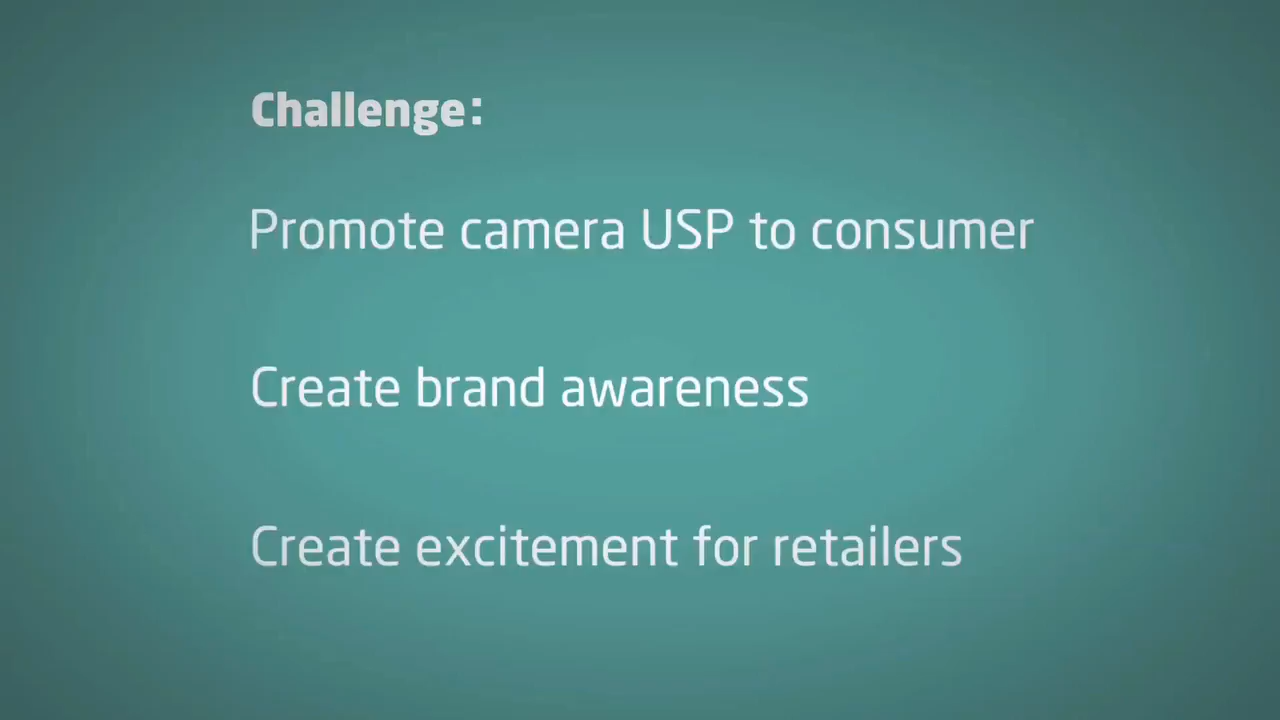 Challenge:
Promote camera USP to consumer
Create brand awareness
Create excitement for retailers